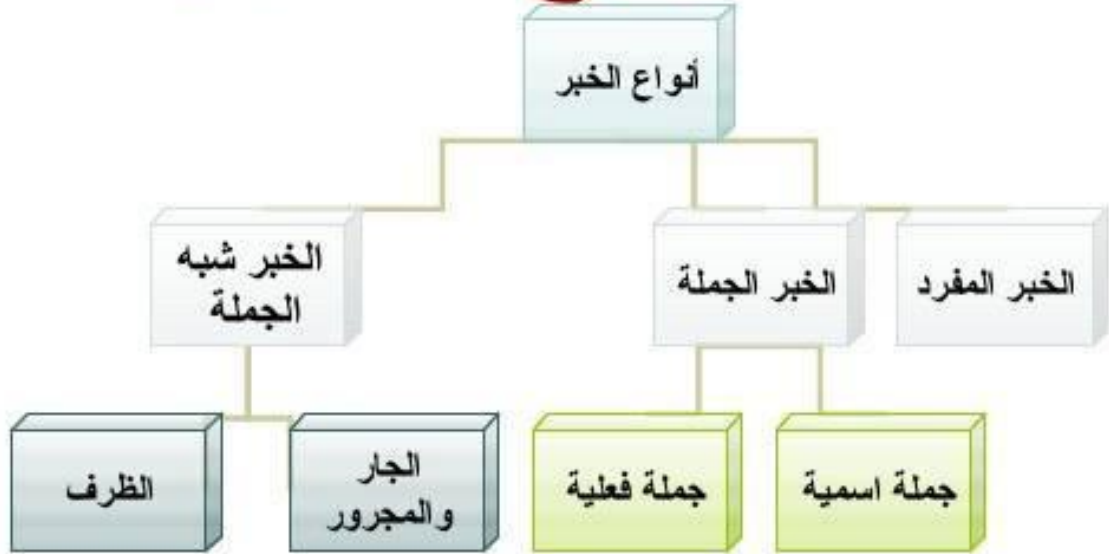 أنواع الخبر
الخبر المفرد
الخبر الجملة
الخبر شبه
الجملة
جملة اسمية
جملة فعلية
الجار
والمجرور
الظرف